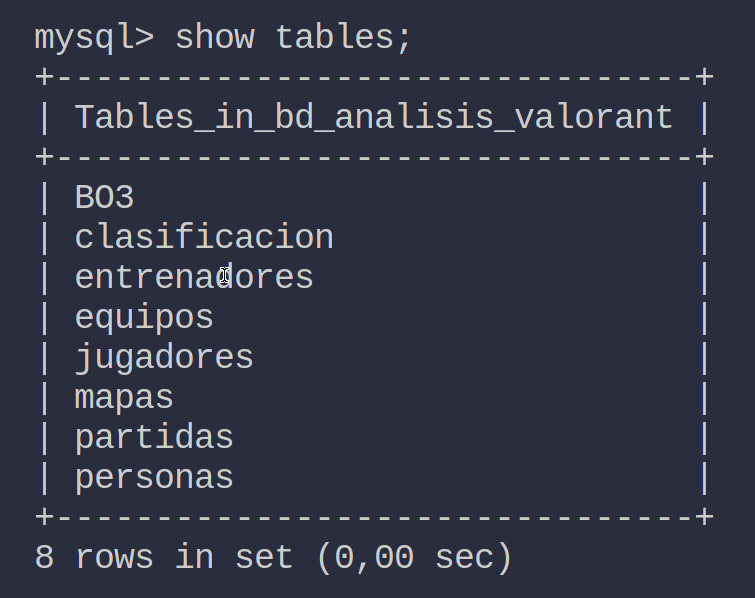 mysql> show tables;
+--------------------------------+
| Tables_in_bd_analisis_valorant |
+--------------------------------+
| BO3                            |
| clasificacion                  |
| entrenadores                   |
| equipos                        |
| jugadores                      |
| mapas                          |
| partidas                       |
| personas                       |
+--------------------------------+
8 rows in set (0,00 sec)